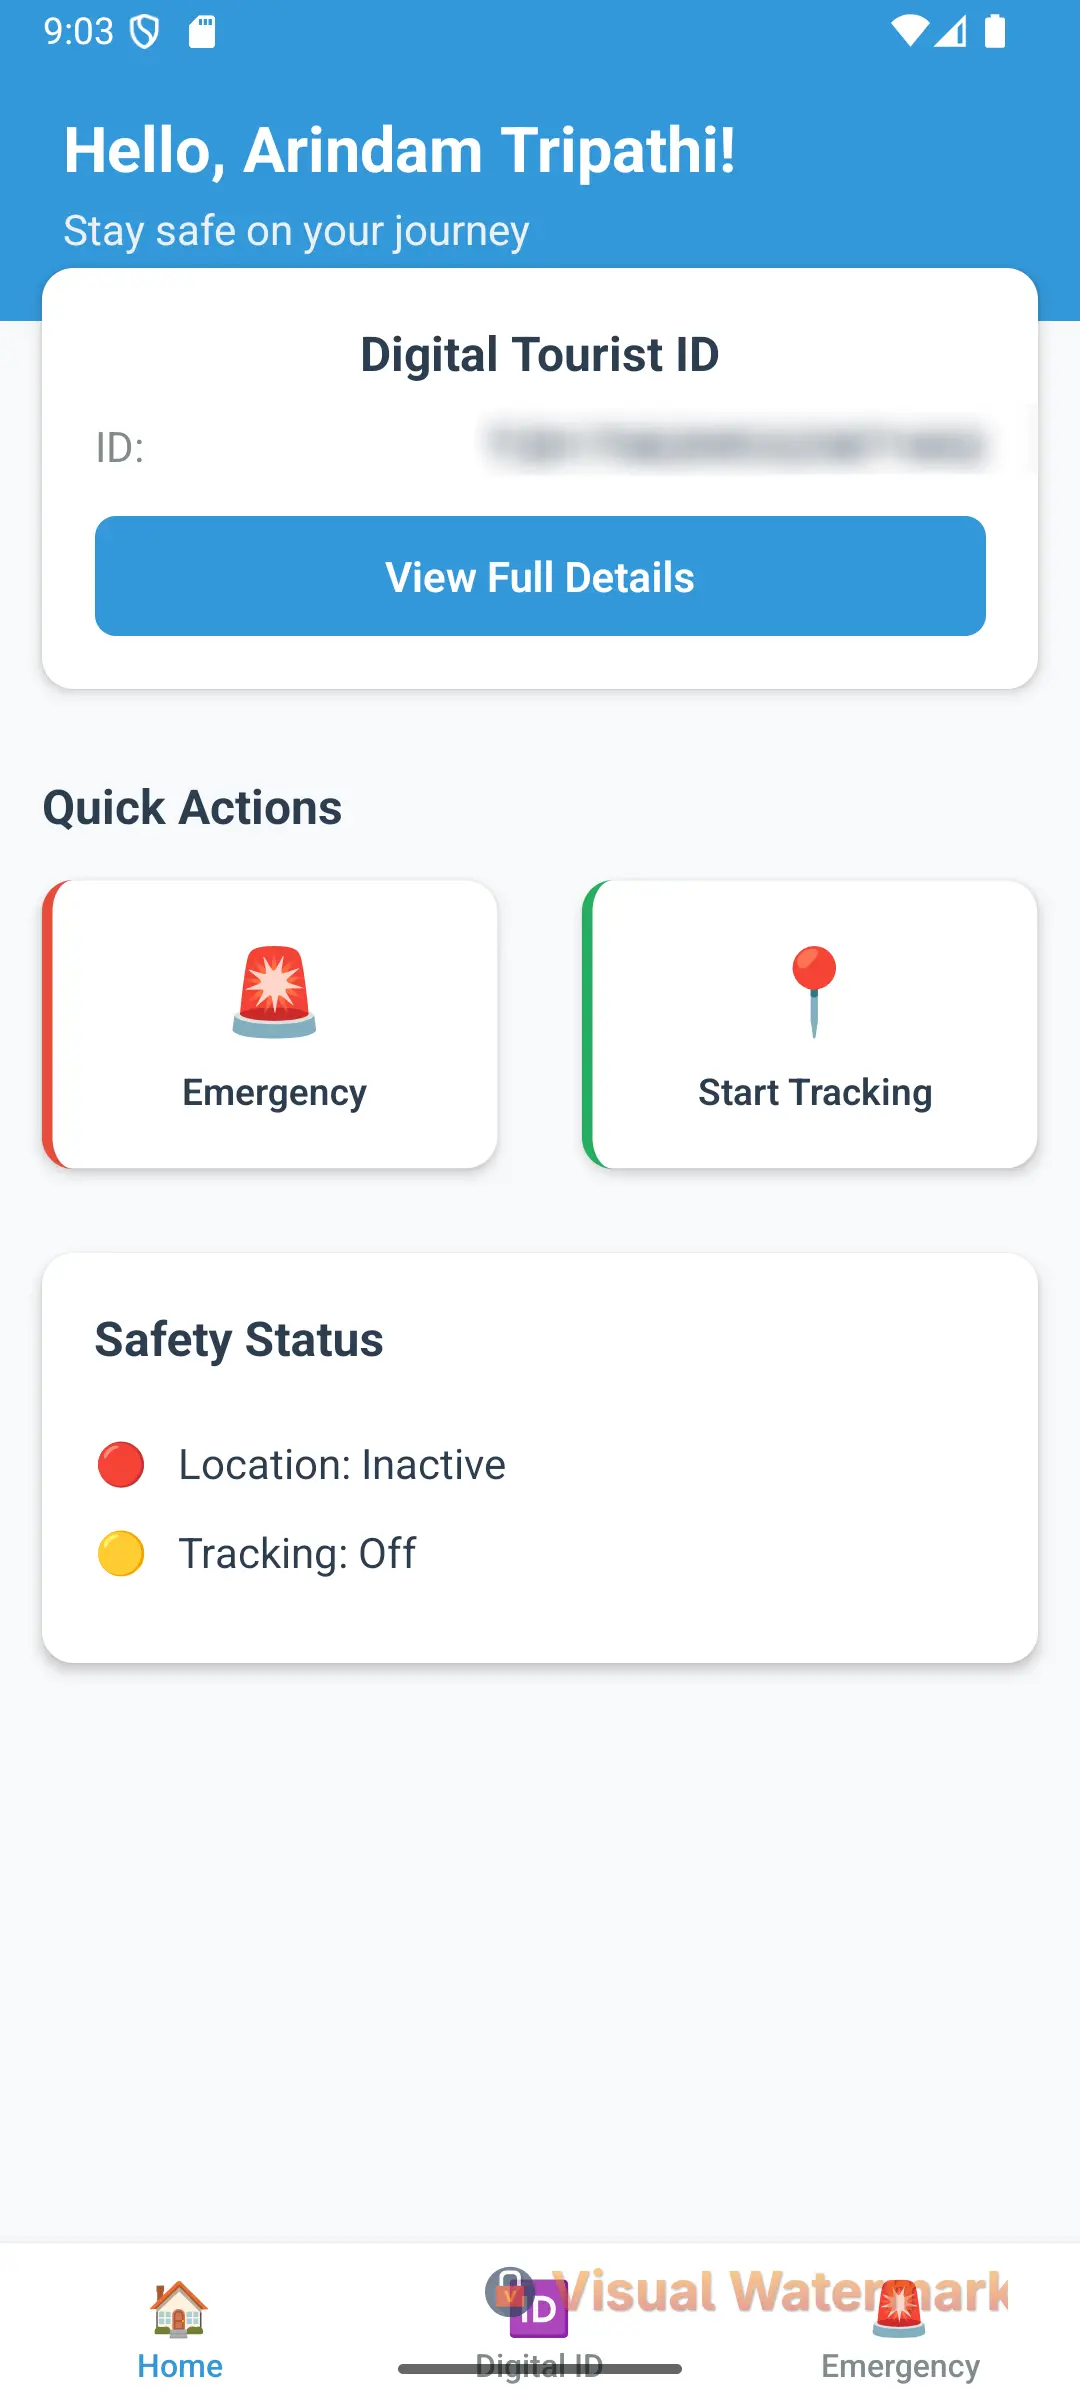 9:03
Hello, Arindam Tripathi!
Stay safe on your journey
Digital Tourist ID
ID:
View Full Details
Quick Actions
Emergency
Start Tracking
Safety Status
Location: Inactive
Tracking: Off
Visual Watermark
ID
Home
Digital ID
Emergency